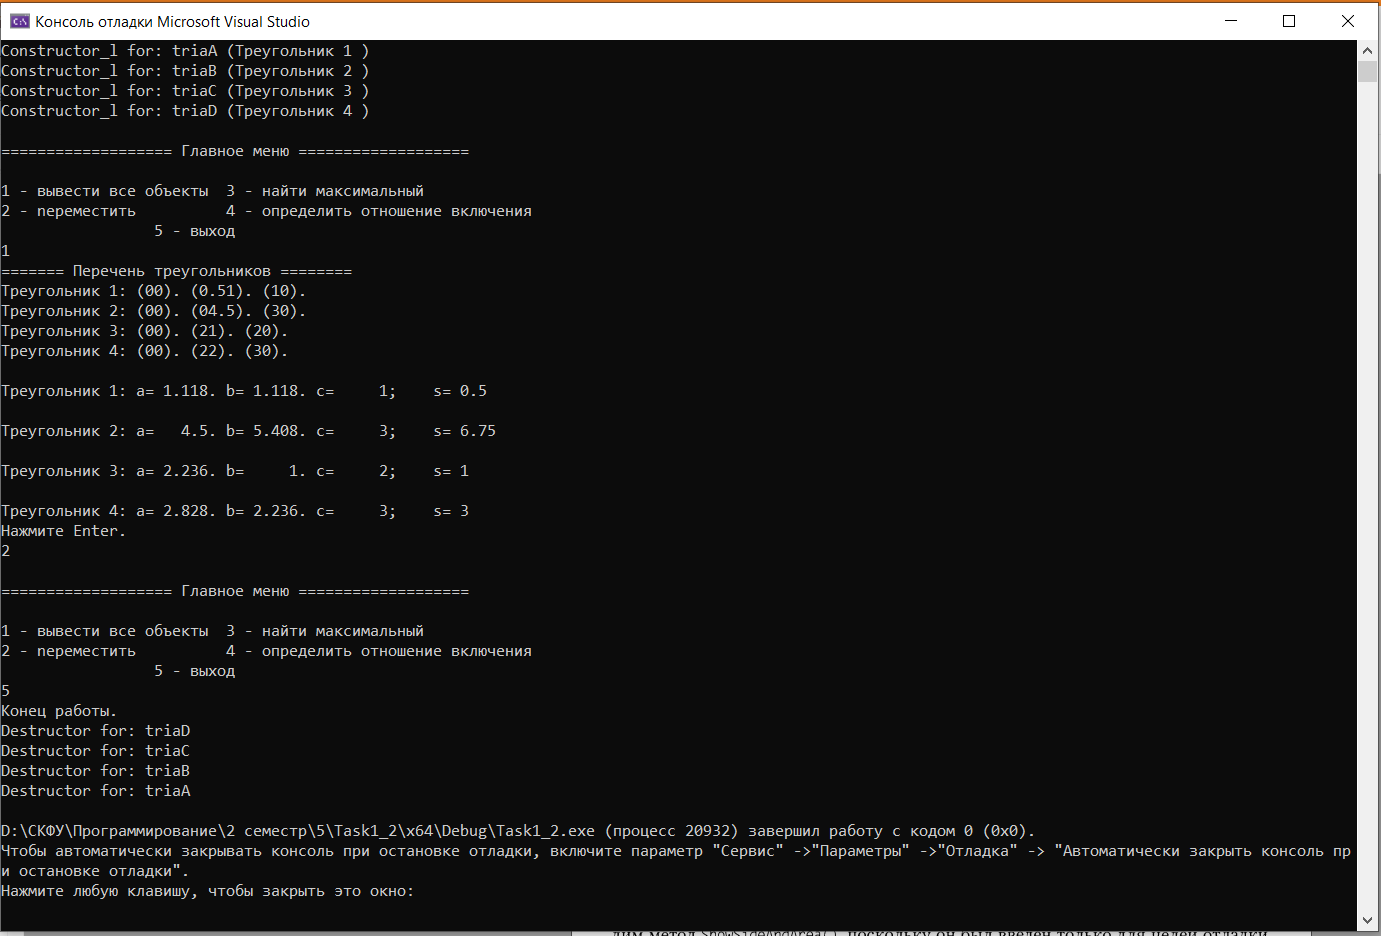 Консоль отладки Microsoft Visual Studio
Constructor_l for: triaA (Треугольник 1 )
Constructor_l for: triaB (Треугольник 2 )
Constructor_l for: triaC (Треугольник 3 )
Constructor_l for: triaD (Треугольник 4 )
=================== Главное меню ===================
1 - вывести все объекты  3 - найти максимальный
2 - переместить          4 - определить отношение включения
5 - выход
1
======= Перечень треугольников ========
Треугольник 1: (00). (0.51). (10).
Треугольник 2: (00). (04.5). (30).
Треугольник 3: (00). (21). (20).
Треугольник 4: (00). (22). (30).
Треугольник 1: a= 1.118. b= 1.118. c=     1;    s= 0.5
Треугольник 2: a=   4.5. b= 5.408. c=     3;    s= 6.75
Треугольник 3: a= 2.236. b=     1. c=     2;    s= 1
Треугольник 4: a= 2.828. b= 2.236. c=     3;    s= 3
Нажмите Enter.
2
=================== Главное меню ===================
1 - вывести все объекты  3 - найти максимальный
2 - переместить          4 - определить отношение включения
5 - выход
5
Конец работы.
Destructor for: triaD
Destructor for: triaC
Destructor for: triaB
Destructor for: triaA
D:\СКФУ\Программирование\2 семестр\5\Task1_2\x64\Debug\Task1_2.exe (процесс 20932) завершил работу с кодом 0 (0x0).
Чтобы автоматически закрывать консоль при остановке отладки, включите параметр "Сервис" ->"Параметры" ->"Отладка" -> "Автоматически закрыть консоль пр
и остановке отладки".
Нажмите любую клавишу, чтобы закрыть это окно: